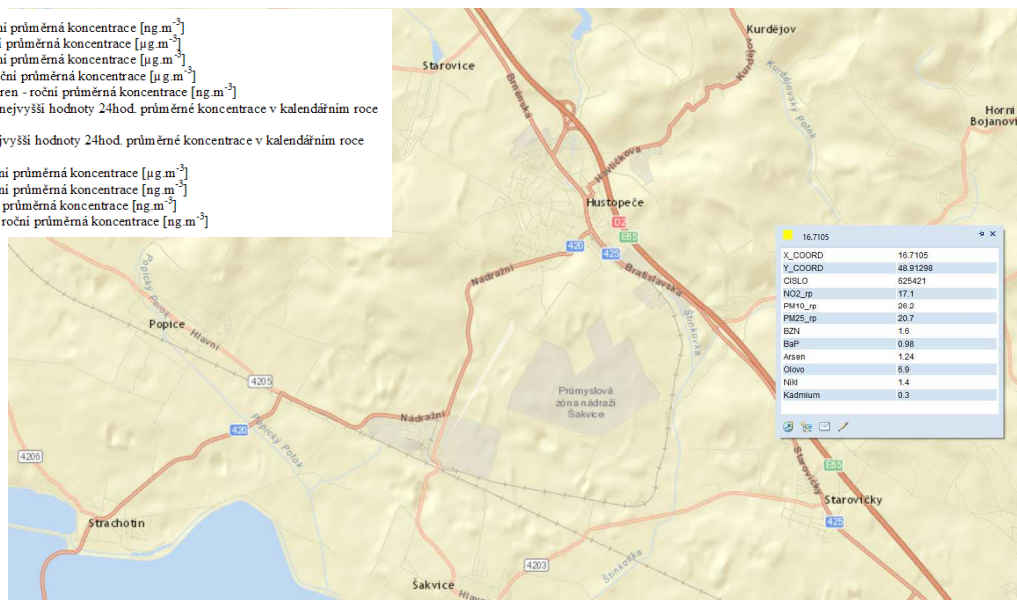 ní průměrná koncentrace [ng.m-3]
í průměrná koncentrace [µg.m-3]
ní průměrná koncentrace [µg.m-3]
oční průměrná koncentrace [µg.m-3]
ren - roční průměrná koncentrace [ng.m-3]
nejvyšší hodnoty 24hod. průměrné koncentrace v kalendářním roce
jvyšší hodnoty 24hod. průměrné koncentrace v kalendářním roce
ní průměrná koncentrace [µg.m-3]
ní průměrná koncentrace [ng.m-3]
průměrná koncentrace [ng.m-3]
roční průměrná koncentrace [ng.m-3]
Kurdějov
Starovice
Brněnská
Kurdějov
Kurdějovský Potok
Horní
Bojanovi
Havlíčkova
Hustopeče
D2
E65
420
425
Bratislavská
Nádražní
Štinkovka
Popický Potok
Popice
Hlavní
4205
Nádražní
Průmyslová
zóna nádraží
Šakvice
420
Popický Potok
4206
Strachotín
Šakvice
Hlavní
4203
Štinkovka
Starovičky
E65
Starovičky
425
16.7105
X_COORD 16.7105
Y_COORD 48.91298
CISLO 625421
NO2_rp 17.1
PM10_rp 26.2
PM25_rp 20.7
BZN 1.6
BaP 0.98
Arsen 1.24
Olovo 6.9
Nikl 1.4
Kadmium 0.3